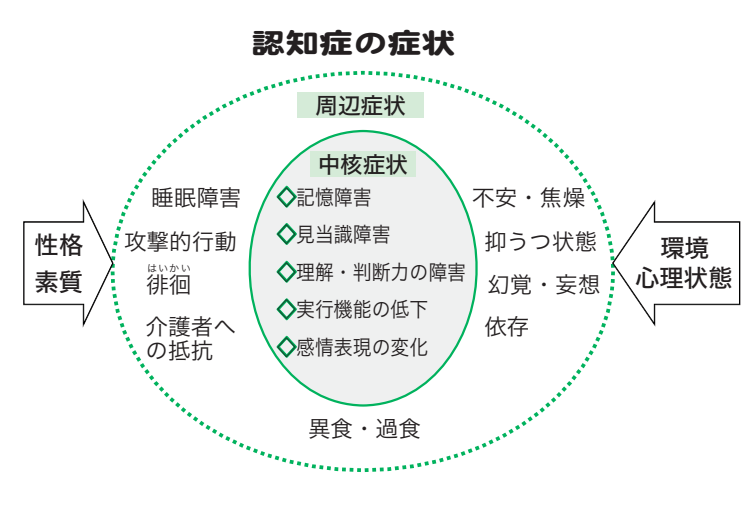 認知症の症状
周辺症状
中核症状
◇記憶障害
◇見当識障害
◇理解・判断力の障害
◇実行機能の低下
◇感情表現の変化
睡眠障害
攻撃的行動
はいかい
徘徊
介護者へ
の抵抗
不安・焦燥
抑うつ状態
幻覚・妄想
依存
異食・過食
性格
素質
環境
心理状態